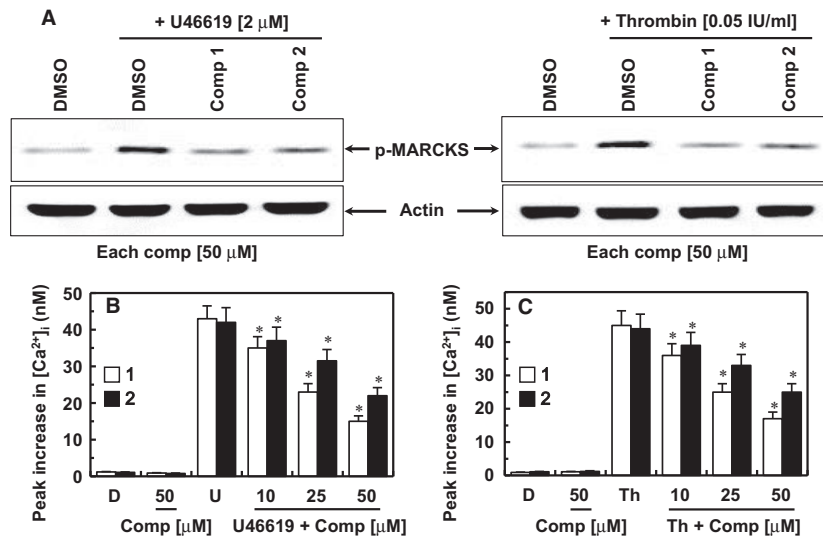 A
+ U46619 [2 μM]
DMSO
DMSO
Comp 1
Comp 2
+ Thrombin [0.05 IU/ml]
DMSO
DMSO
Comp 1
Comp 2
p-MARCKS
Actin
Each comp [50 μM]
Each comp [50 μM]
B
Peak increase in [Ca²⁺]ᵢ (nM)
50
40
30
20
10
0
1
2
* *
* *
* *
D 50 U 10 25 50
Comp [μM] U46619 + Comp [μM]
C
Peak increase in [Ca²⁺]ᵢ (nM)
50
40
30
20
10
0
1
2
* *
* *
* *
D 50 Th 10 25 50
Comp [μM] Th + Comp [μM]